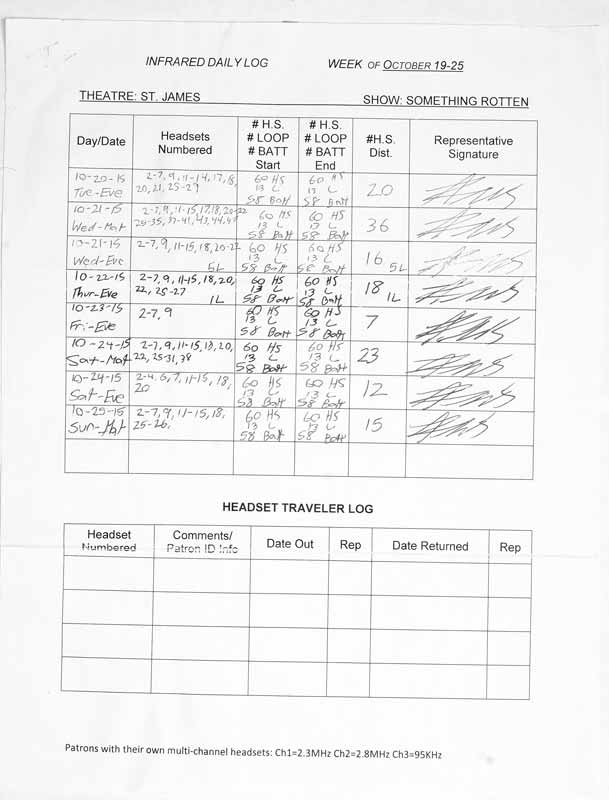 INFRARED DAILY LOG WEEK OF OCTOBER 19-25
THEATRE: ST. JAMES SHOW: SOMETHING ROTTEN
Day/Date Headsets Numbered # H.S. # LOOP # BATT Start # H.S. # LOOP # BATT End #H.S. Dist. Representative Signature
10-20-15 2-7, 9, 11-14, 17, 18, 60 HS 60 HS
Tue-Eve 20, 21, 25-29 13 L 13 L 20
58 Batt 58 Batt
10-21-15 2-7, 9, 11-15, 17, 18, 20-22 60 HS 60 HS
Wed-Mat 25-35, 37-41, 43, 44, 47 13 L 13 L 36
58 Batt 58 Batt
10-21-15 2-7, 9, 11-15, 18, 20-22 60 HS 60 HS
Wed-Eve 5L 13 L 13 L 16 5L
58 Batt 58 Batt
10-22-15 2-7, 9, 11-15, 18, 20, 60 HS 60 HS
Thur-Eve 22, 25-27 1L 13 L 13 L 18 1L
58 Batt 58 Batt
10-23-15 2-7, 9 60 HS 60 HS
Fri-Eve 13 L 13 L 7
58 Batt 58 Batt
10-24-15 2-7, 9, 11-15, 18, 20, 60 HS 60 HS
Sat-Mat 22, 25-31, 38 13 L 13 L 23
58 Batt 58 Batt
10-24-15 2-4, 6, 7, 11-15, 18, 60 HS 60 HS
Sat-Eve 20 13 L 13 L 12
58 Batt 58 Batt
10-25-15 2-7, 9, 11-15, 18, 60 HS 60 HS
Sun-Mat 25-26, 13 L 13 L 15
58 Batt 58 Batt
HEADSET TRAVELER LOG
Headset Numbered Comments/ Patron ID Info Date Out Rep Date Returned Rep
Patrons with their own multi-channel headsets: Ch1=2.3MHz Ch2=2.8MHz Ch3=95KHz